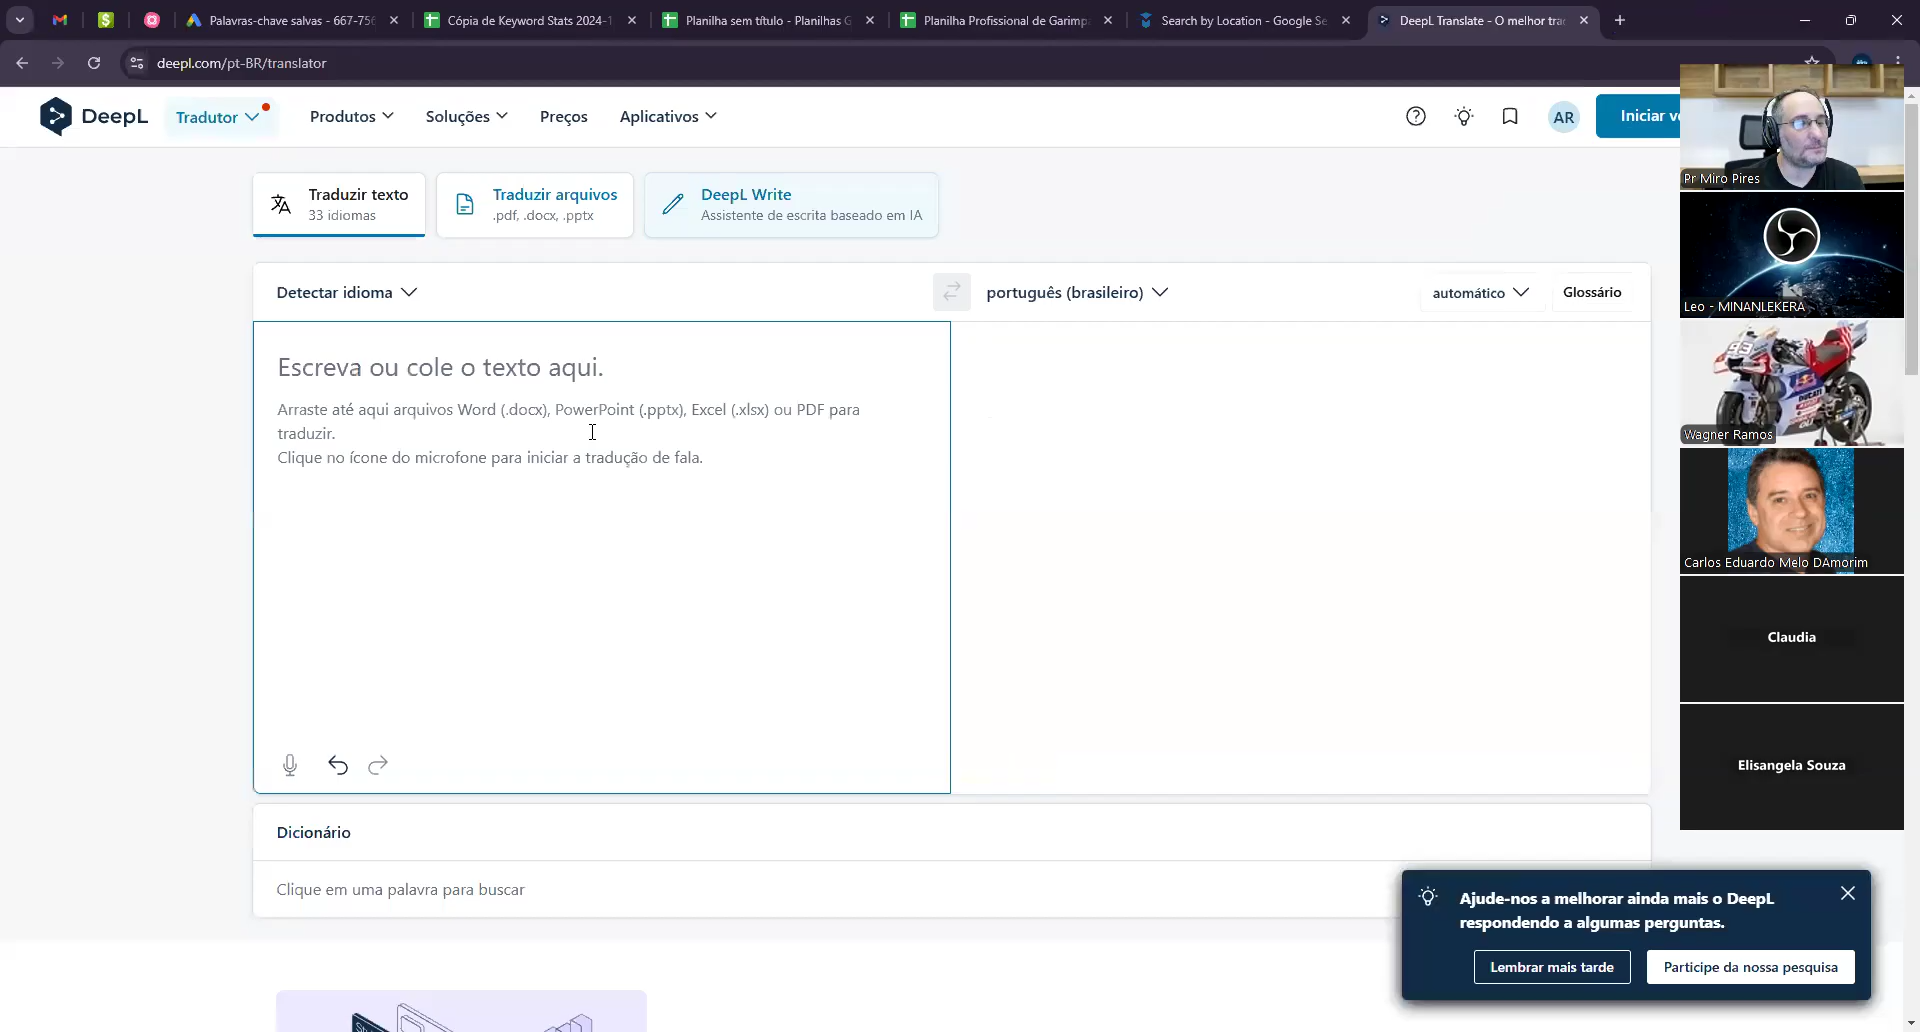 Palavras-chave salvas - 667-756
Cópia de Keyword Stats 2024-1
Planilha sem título - Planilhas G
Planilha Profissional de Garimp
Search by Location - Google Se
DeepL Translate - O melhor tra
deepl.com/pt-BR/translator
DeepL
Tradutor
Produtos
Soluções
Preços
Aplicativos
AR
Iniciar ve
Traduzir texto
33 idiomas
Traduzir arquivos
.pdf, .docx, .pptx
DeepL Write
Assistente de escrita baseado em IA
Detectar idioma
português (brasileiro)
automático
Glossário
Escreva ou cole o texto aqui.
Arraste até aqui arquivos Word (.docx), PowerPoint (.pptx), Excel (.xlsx) ou PDF para
traduzir.
Clique no ícone do microfone para iniciar a tradução de fala.
Dicionário
Clique em uma palavra para buscar
Pr Miro Pires
Leo - MINANLEKERA
93
Wagner Ramos
Carlos Eduardo Melo DAmorim
Claudia
Elisangela Souza
Ajude-nos a melhorar ainda mais o DeepL
respondendo a algumas perguntas.
Lembrar mais tarde
Participe da nossa pesquisa